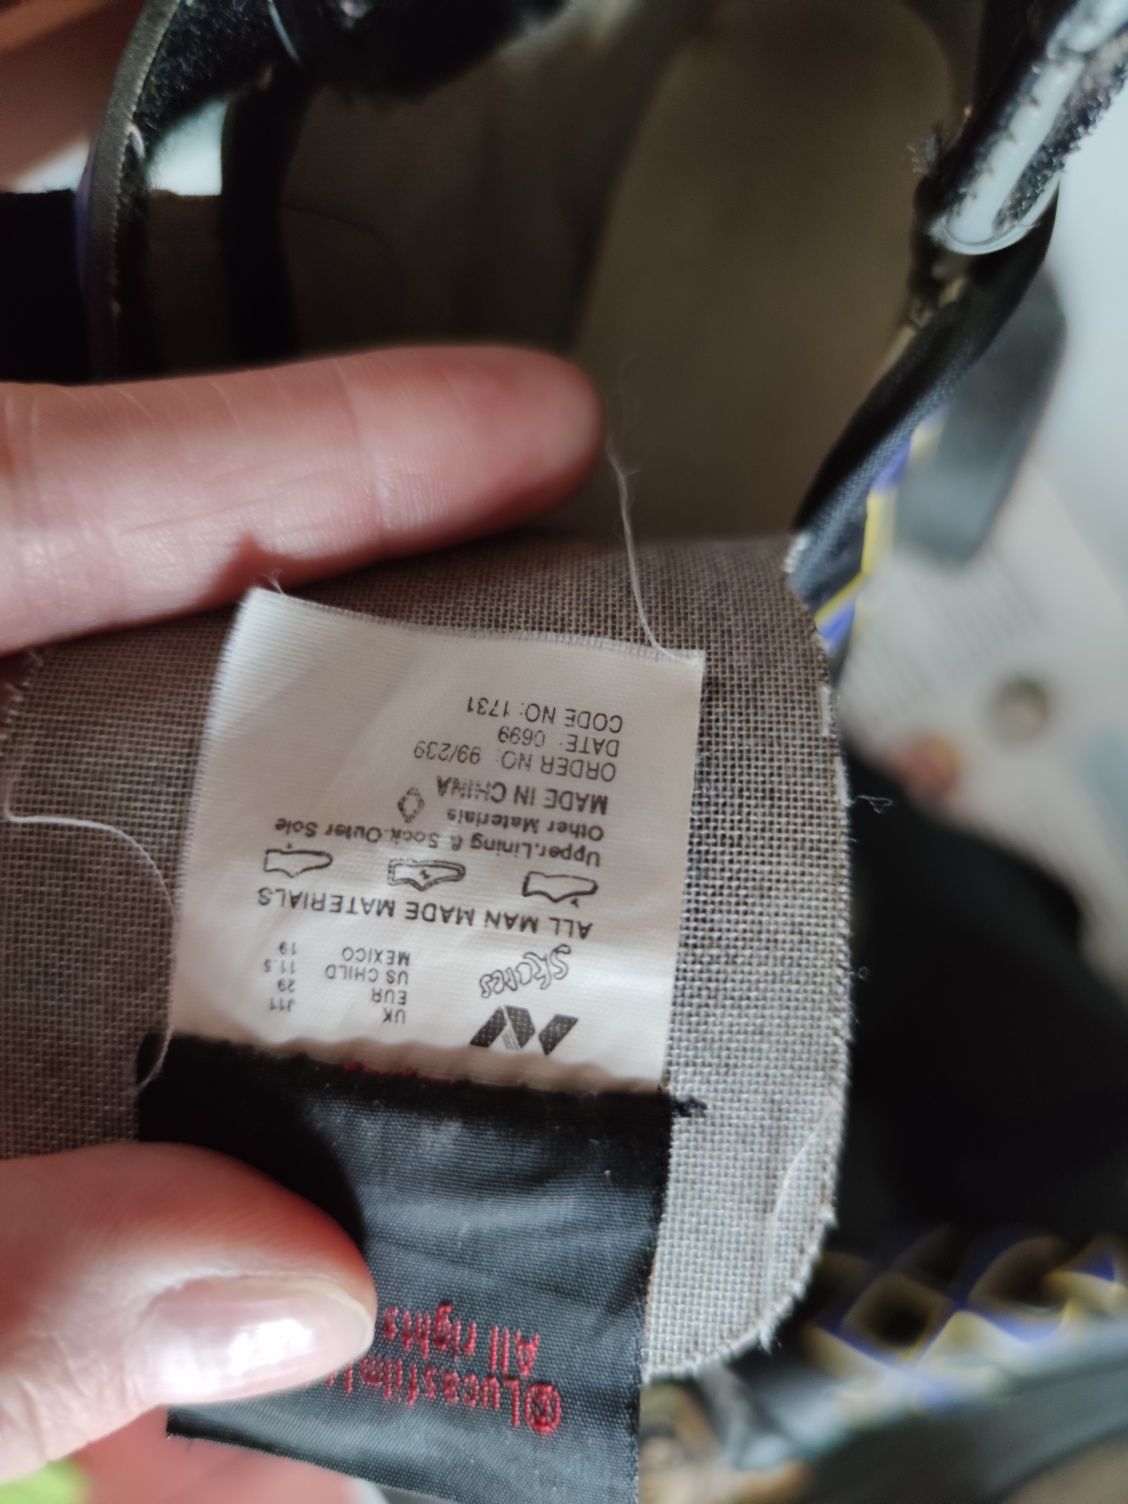 skores
UK J11
EUR 29
US CHILD 11.5
MEXICO 19
ALL MAN MADE MATERIALS
Upper.Lining & Sock.Outer Sole
Other Materials
MADE IN CHINA
ORDER NO: 99/239
DATE: 0699
CODE NO: 1731
©Lucasfilm
All rights